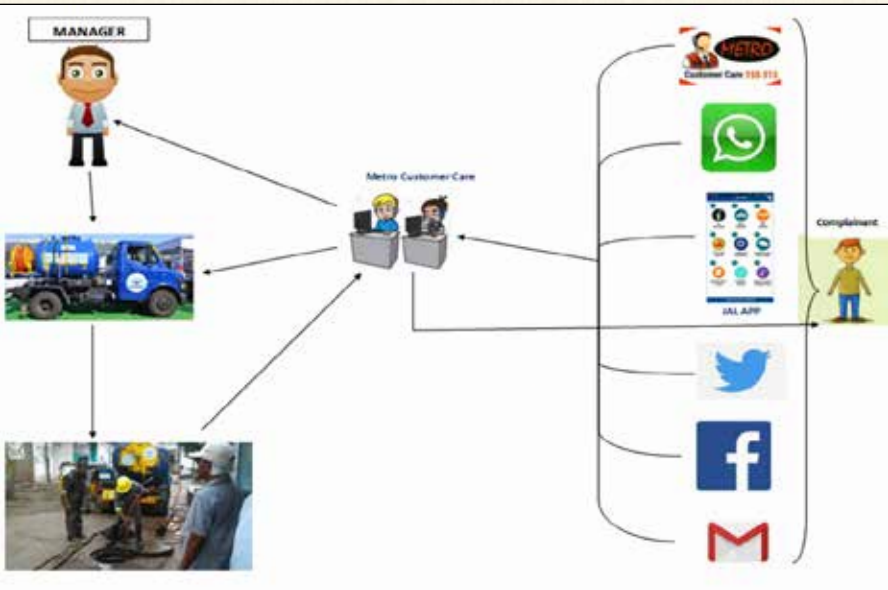 MANAGER
METRO
Customer Care 155 313
Metro Customer Care
Complainant
JAL APP